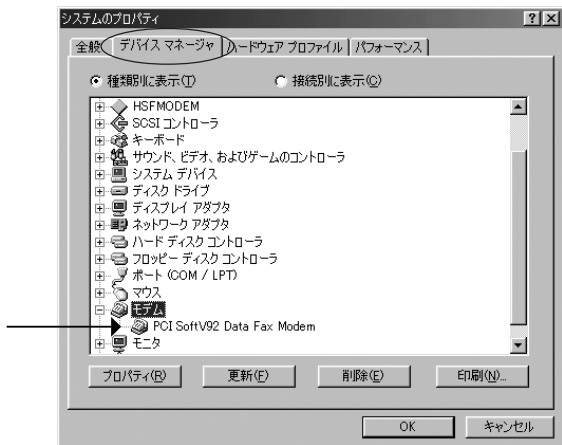 システムのプロパティ
全般 デバイス マネージャ ハードウェア プロファイル パフォーマンス
種類別に表示(T) 接続別に表示(C)
HSFMODEM
SCSI コントローラ
キーボード
サウンド、ビデオ、およびゲームのコントローラ
システム デバイス
ディスク ドライブ
ディスプレイ アダプタ
ネットワーク アダプタ
ハード ディスク コントローラ
フロッピー ディスク コントローラ
ポート (COM / LPT)
マウス
モデム
PCI SoftV92 Data Fax Modem
モニタ
プロパティ(R) 更新(F) 削除(E) 印刷(N)...
OK キャンセル